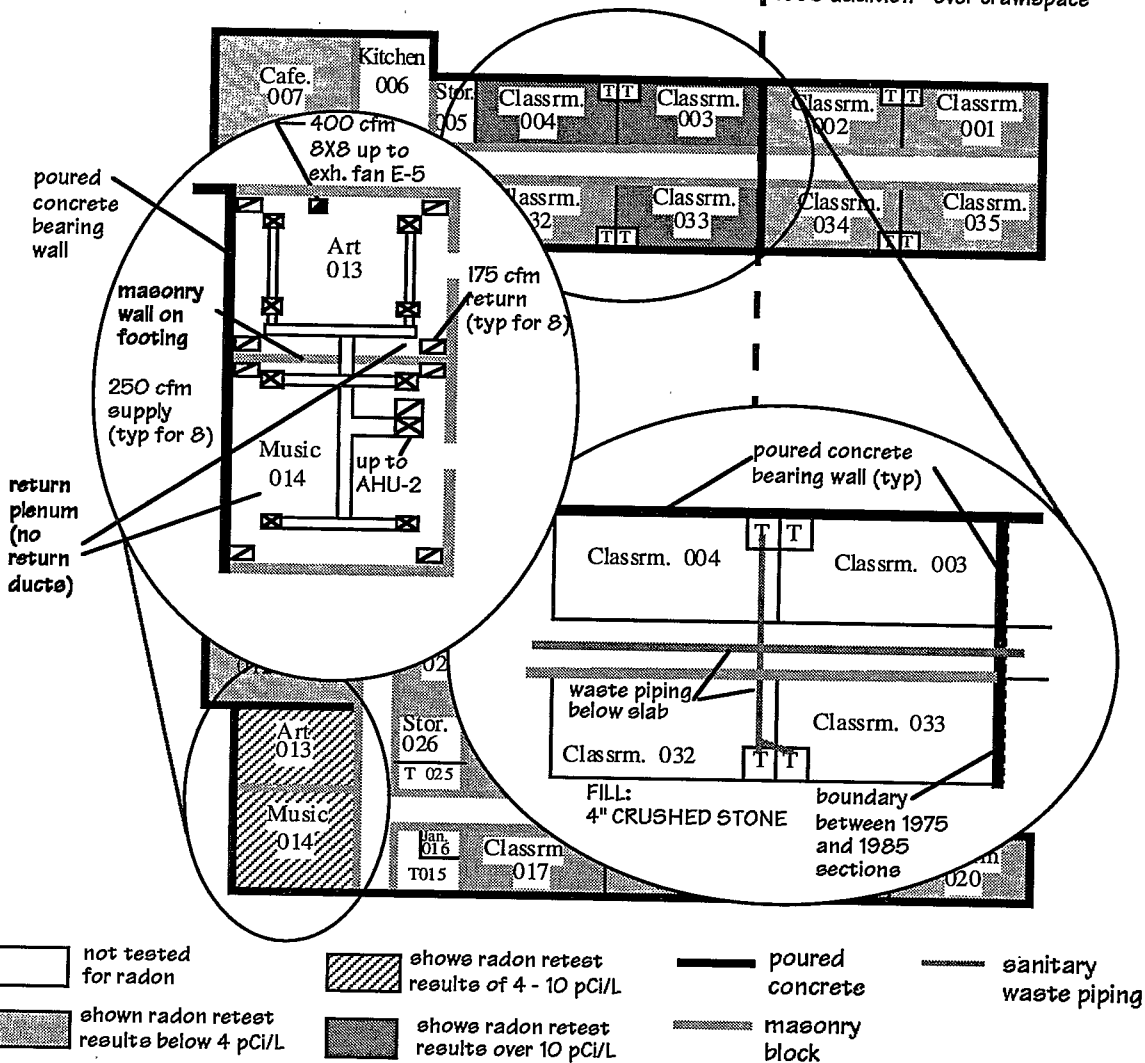 addition - over crawlspace
Kitchen
006
Cafe.
007
Stor.
005
Classrm.
004
T T
Classrm.
003
Classrm.
002
T T
Classrm.
001
400 cfm
8X8 up to
exh. fan E-5
poured
concrete
bearing
wall
Art
013
Classrm.
32
T T
Classrm.
033
Classrm.
034
T T
Classrm.
035
masonry
wall on
footing
175 cfm
return
(typ for 8)
250 cfm
supply
(typ for 8)
Music
014
up to
AHU-2
return
plenum
(no
return
ducts)
poured concrete
bearing wall (typ)
T T
Classrm. 004
Classrm. 003
waste piping
below slab
Classrm. 033
Classrm. 032
T T
FILL:
4" CRUSHED STONE
boundary
between 1975
and 1985
sections
02
Art
013
Stor.
026
T 025
Music
014
Jan.
016
T015
Classrm
017
m
020
not tested
for radon
shows radon retest
results of 4 - 10 pCi/L
poured
concrete
sanitary
waste piping
shown radon retest
results below 4 pCi/L
shows radon retest
results over 10 pCi/L
masonry
block